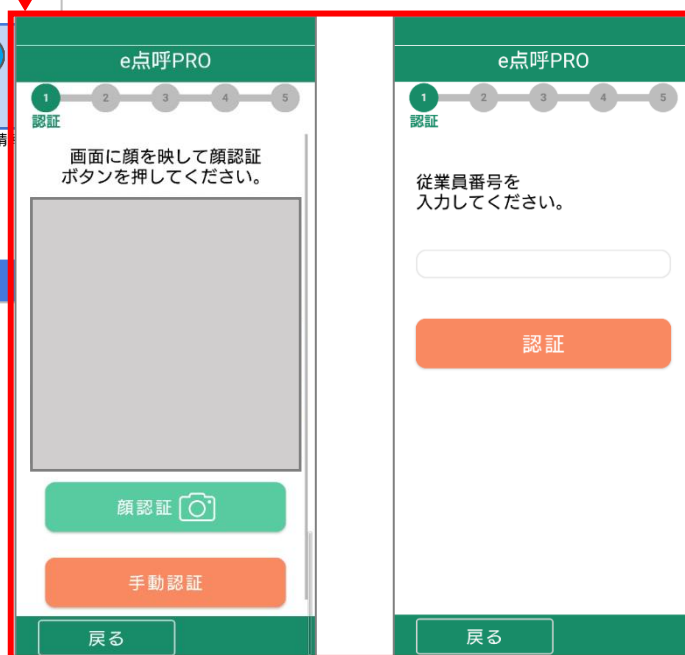 e点呼PRO
1 2 3 4 5
認証
画面に顔を映して顔認証
ボタンを押してください。
顔認証
手動認証
戻る
e点呼PRO
1 2 3 4 5
認証
従業員番号を
入力してください。
認証
戻る